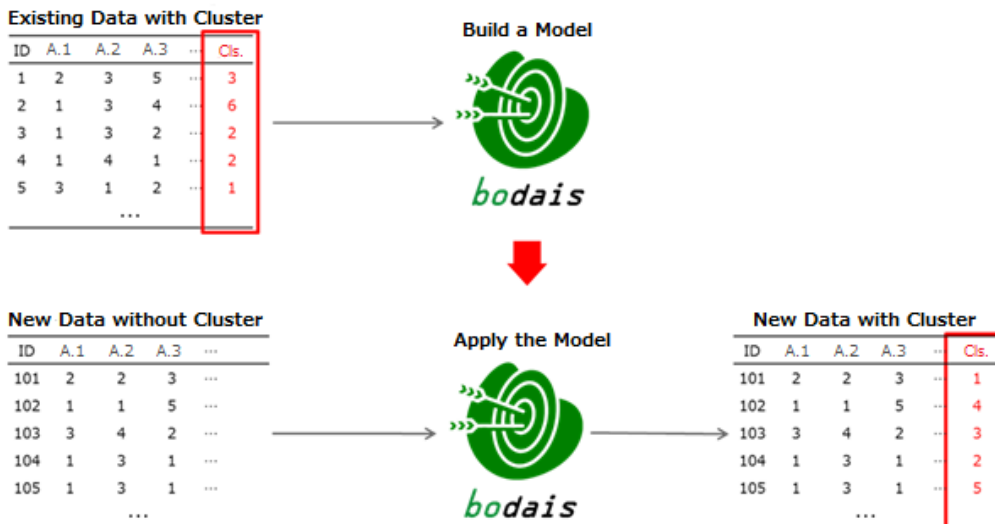 Existing Data with Cluster
ID A.1 A.2 A.3 ... Cls.
1 2 3 5 ... 3
2 1 3 4 ... 6
3 1 3 2 ... 2
4 1 4 1 ... 2
5 3 1 2 ... 1
...
Build a Model
bodais
New Data without Cluster
ID A.1 A.2 A.3 ...
101 2 2 3 ...
102 1 1 5 ...
103 3 4 2 ...
104 1 3 1 ...
105 1 3 1 ...
...
Apply the Model
bodais
New Data with Cluster
ID A.1 A.2 A.3 ... Cls.
101 2 2 3 ... 1
102 1 1 5 ... 4
103 3 4 2 ... 3
104 1 3 1 ... 2
105 1 3 1 ... 5
...